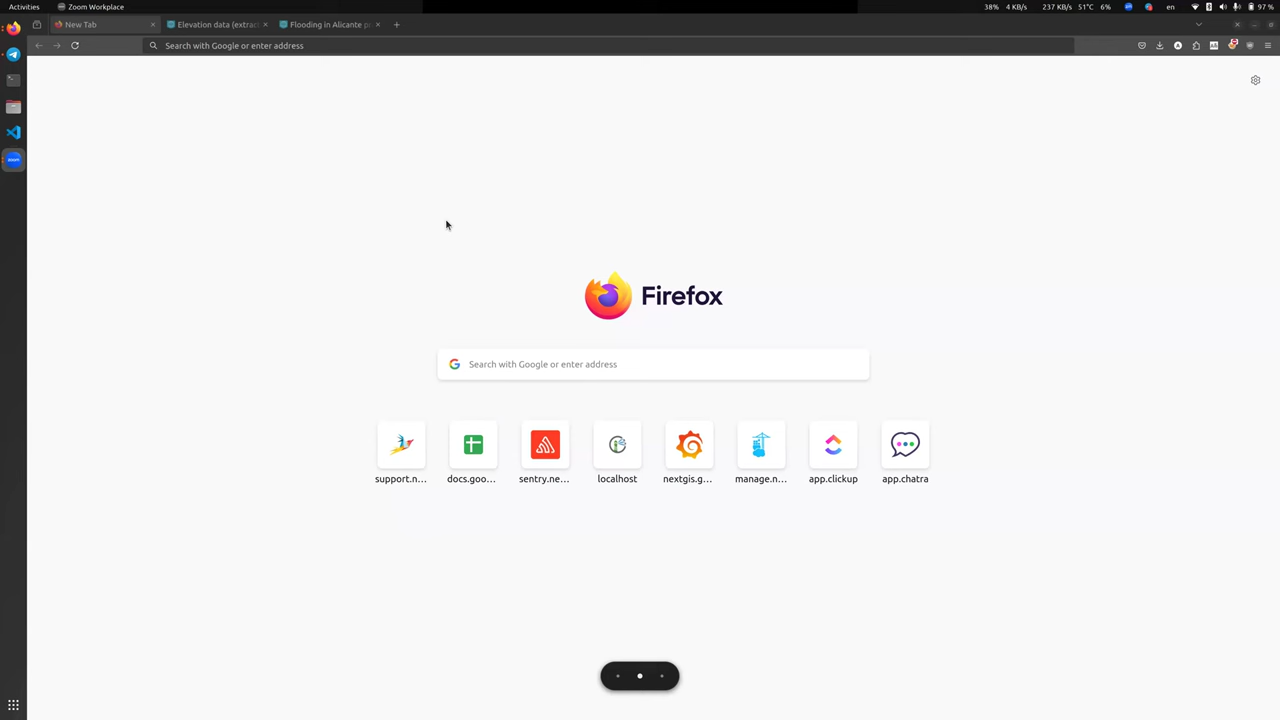 Activities
Zoom Workplace
38%
4 KB/s
237 KB/s
51°C
6%
en
97 %
New Tab
Elevation data (extrac
Flooding in Alicante pr
Search with Google or enter address
Firefox
Search with Google or enter address
support.n...
docs.goo...
sentry.ne...
localhost
nextgis.g...
manage.n...
app.clickup
app.chatra
zoom